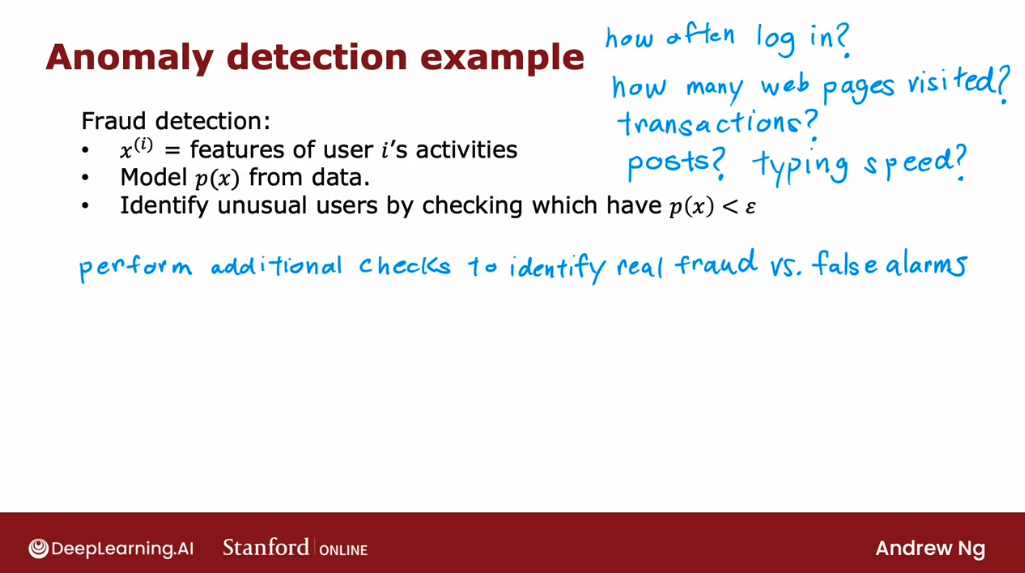 Anomaly detection example
how often log in?
how many web pages visited?
transactions?
posts? typing speed?
Fraud detection:
• x⁽ⁱ⁾ = features of user i's activities
• Model p(x) from data.
• Identify unusual users by checking which have p(x) < ε
perform additional checks to identify real fraud vs. false alarms
DeepLearning.AI Stanford ONLINE Andrew Ng